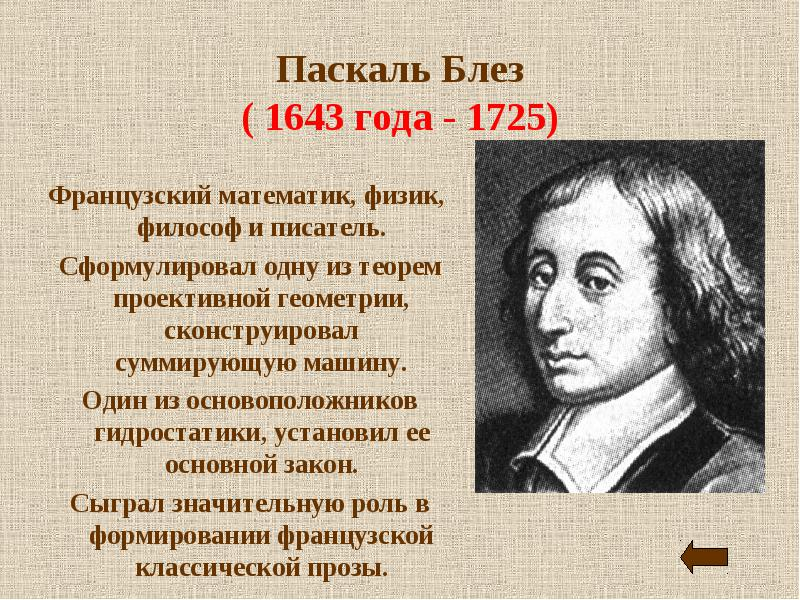 Паскаль Блез
( 1643 года - 1725)
Французский математик, физик,
философ и писатель.
Сформулировал одну из теорем
проективной геометрии,
сконструировал
суммирующую машину.
Один из основоположников
гидростатики, установил ее
основной закон.
Сыграл значительную роль в
формировании французской
классической прозы.